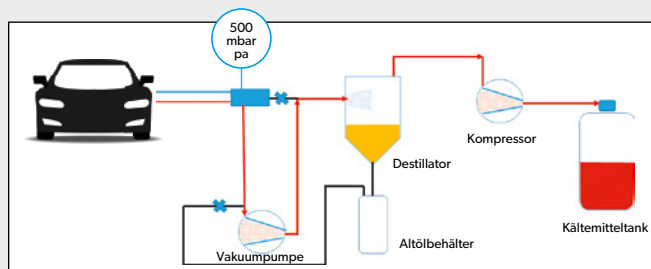 500
mbar
pa
Kompressor
Destillator
Kältemitteltank
Altölbehälter
Vakuumpumpe